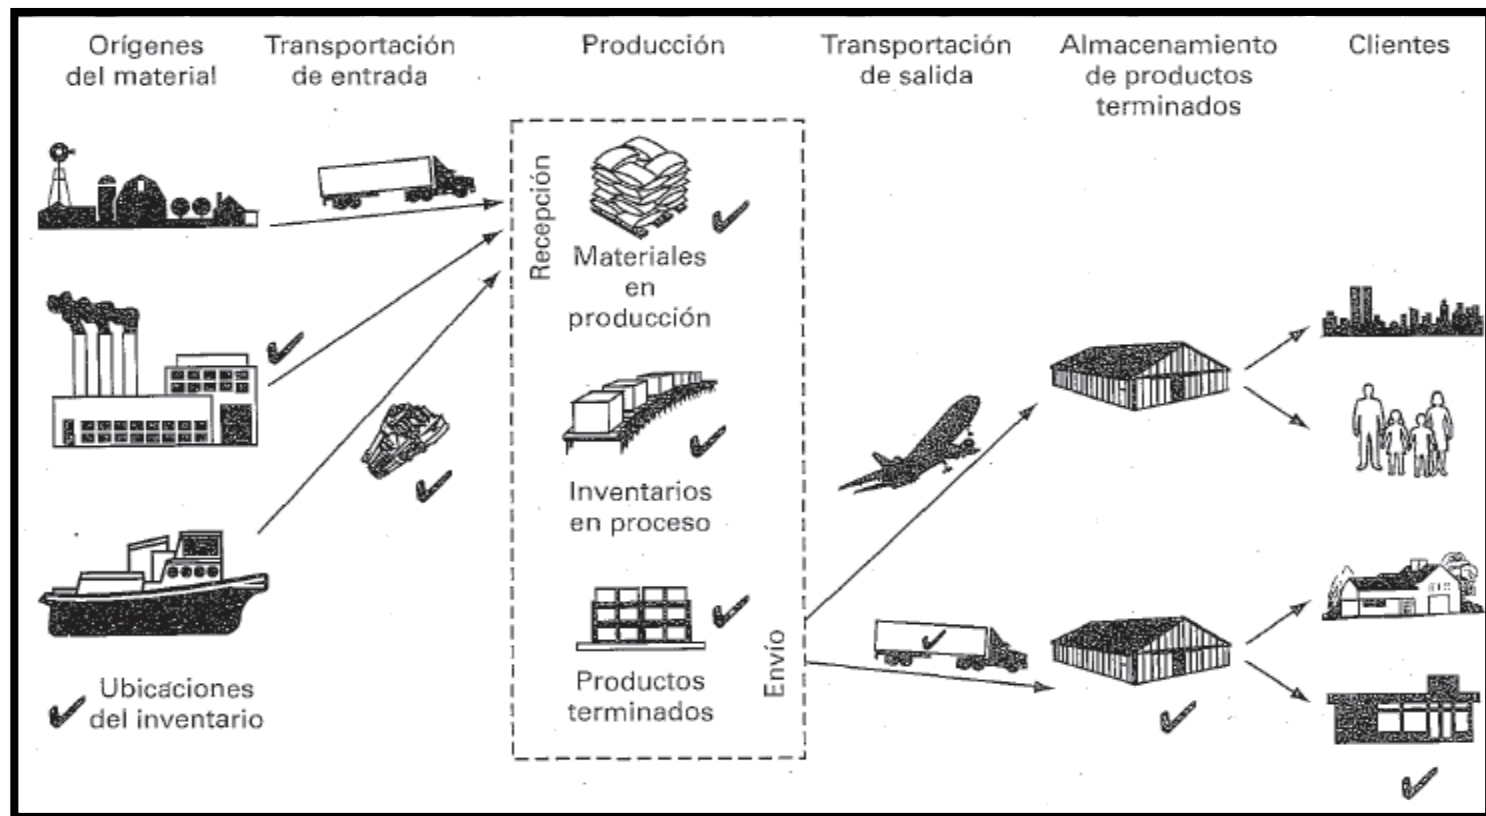 Orígenes
del material
Transportación
de entrada
Producción
Transportación
de salida
Almacenamiento
de productos
terminados
Clientes
Recepción
Materiales
en
producción
Inventarios
en proceso
Productos
terminados
Envío
Ubicaciones
del inventario